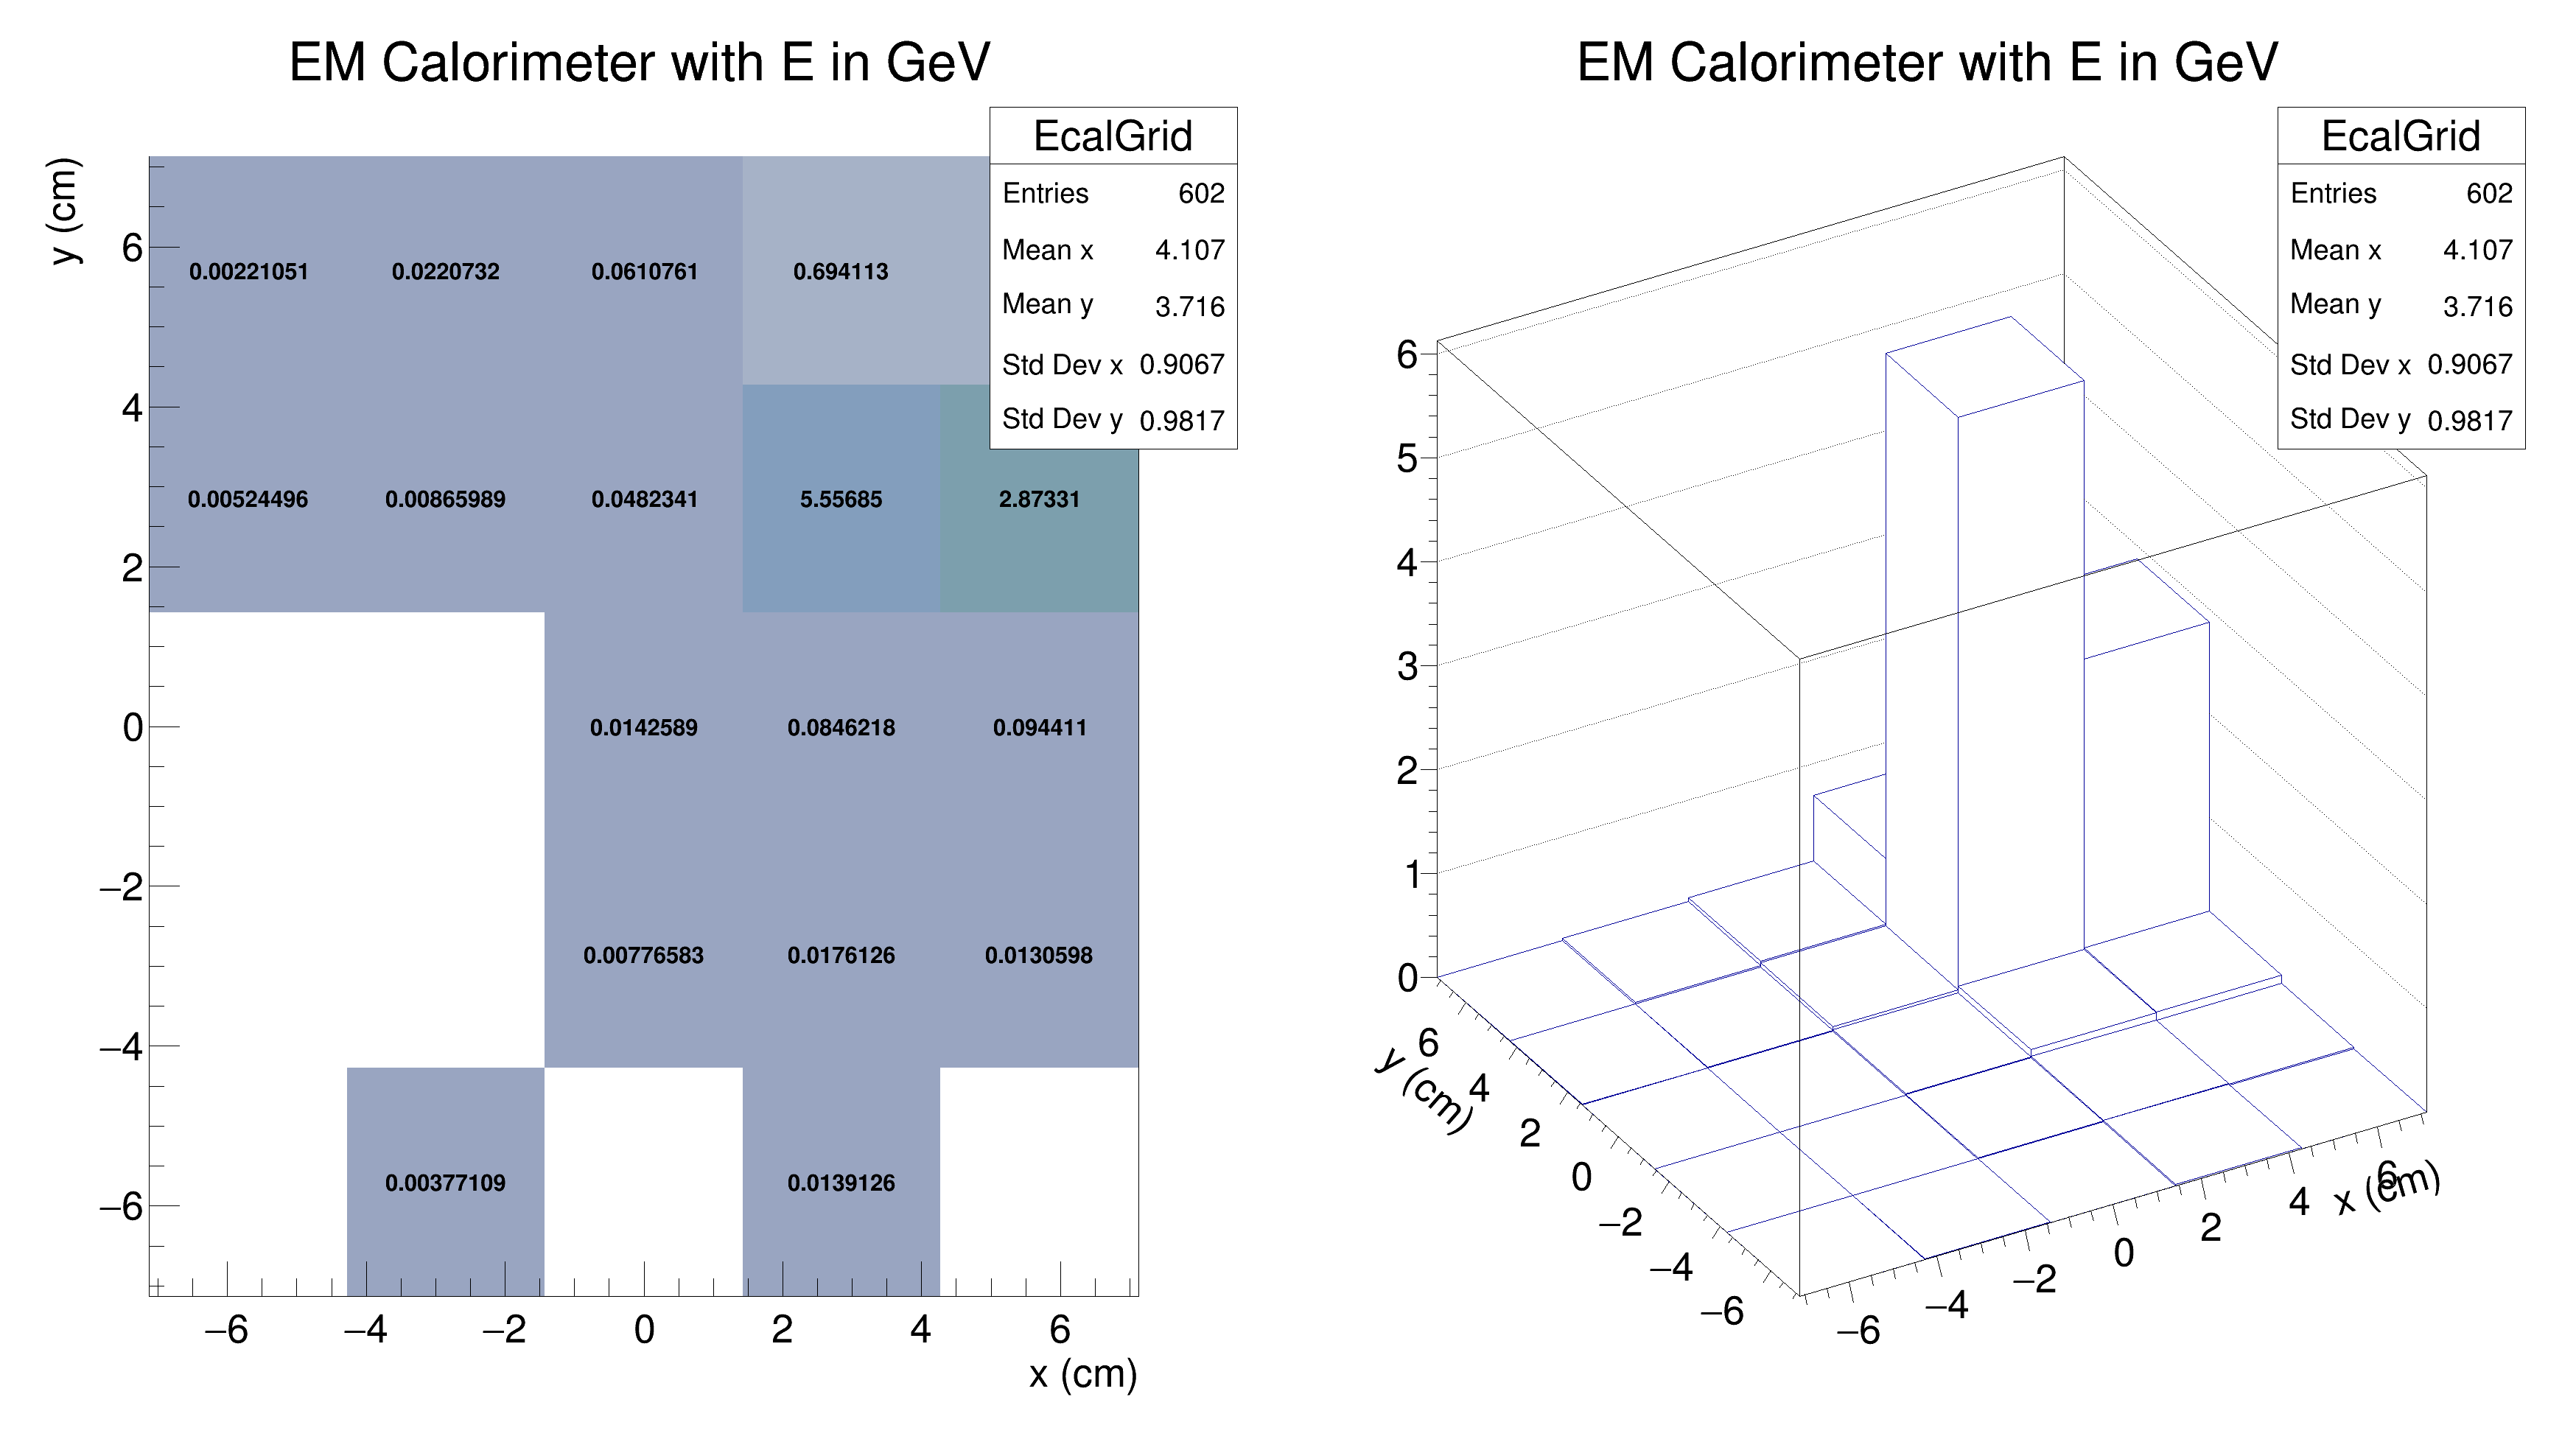 EM Calorimeter with E in GeV
EcalGrid
Entries 602
Mean x 4.107
Mean y 3.716
Std Dev x 0.9067
Std Dev y 0.9817
y (cm)
6
4
2
0
−2
−4
−6
0.00221051 0.0220732 0.0610761 0.694113
0.00524496 0.00865989 0.0482341 5.55685 2.87331
0.0142589 0.0846218 0.094411
0.00776583 0.0176126 0.0130598
0.00377109 0.0139126
−6 −4 −2 0 2 4 6
x (cm)
EM Calorimeter with E in GeV
EcalGrid
Entries 602
Mean x 4.107
Mean y 3.716
Std Dev x 0.9067
Std Dev y 0.9817
6
5
4
3
2
1
0
y (cm)
6
4
2
0
−2
−4
−6
−6 −4 −2 0 2 4 6
x (cm)